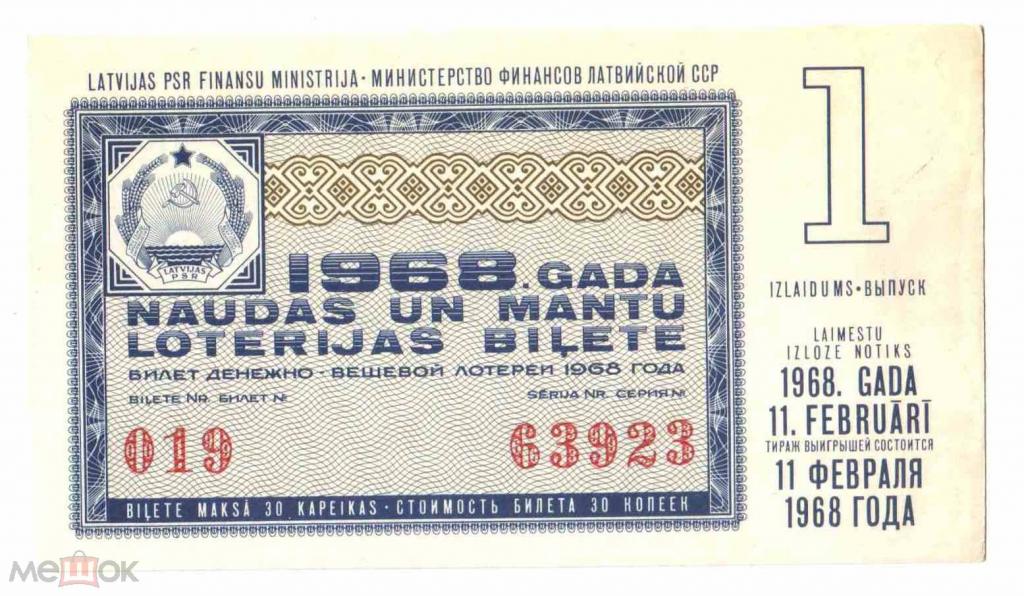 LATVIJAS PSR FINANSU MINISTRIJA · МИНИСТЕРСТВО ФИНАНСОВ ЛАТВИЙСКОЙ ССР
LATVIJAS
PSR
1968. GADA
NAUDAS UN MANTU
LOTERIJAS BIĻETE
БИЛЕТ ДЕНЕЖНО - ВЕЩЕВОЙ ЛОТЕРЕИ 1968 ГОДА
BIĻETE NR. БИЛЕТ №
SĒRIJA NR. СЕРИЯ №
019
63923
BIĻETE MAKSĀ 30 KAPEIKAS · СТОИМОСТЬ БИЛЕТА 30 КОПЕЕК
1
IZLAIDUMS · ВЫПУСК
LAIMESTU
IZLOZE NOTIKS
1968. GADA
11. FEBRUĀRĪ
ТИРАЖ ВЫИГРЫШЕЙ СОСТОИТСЯ
11 ФЕВРАЛЯ
1968 ГОДА
мешок